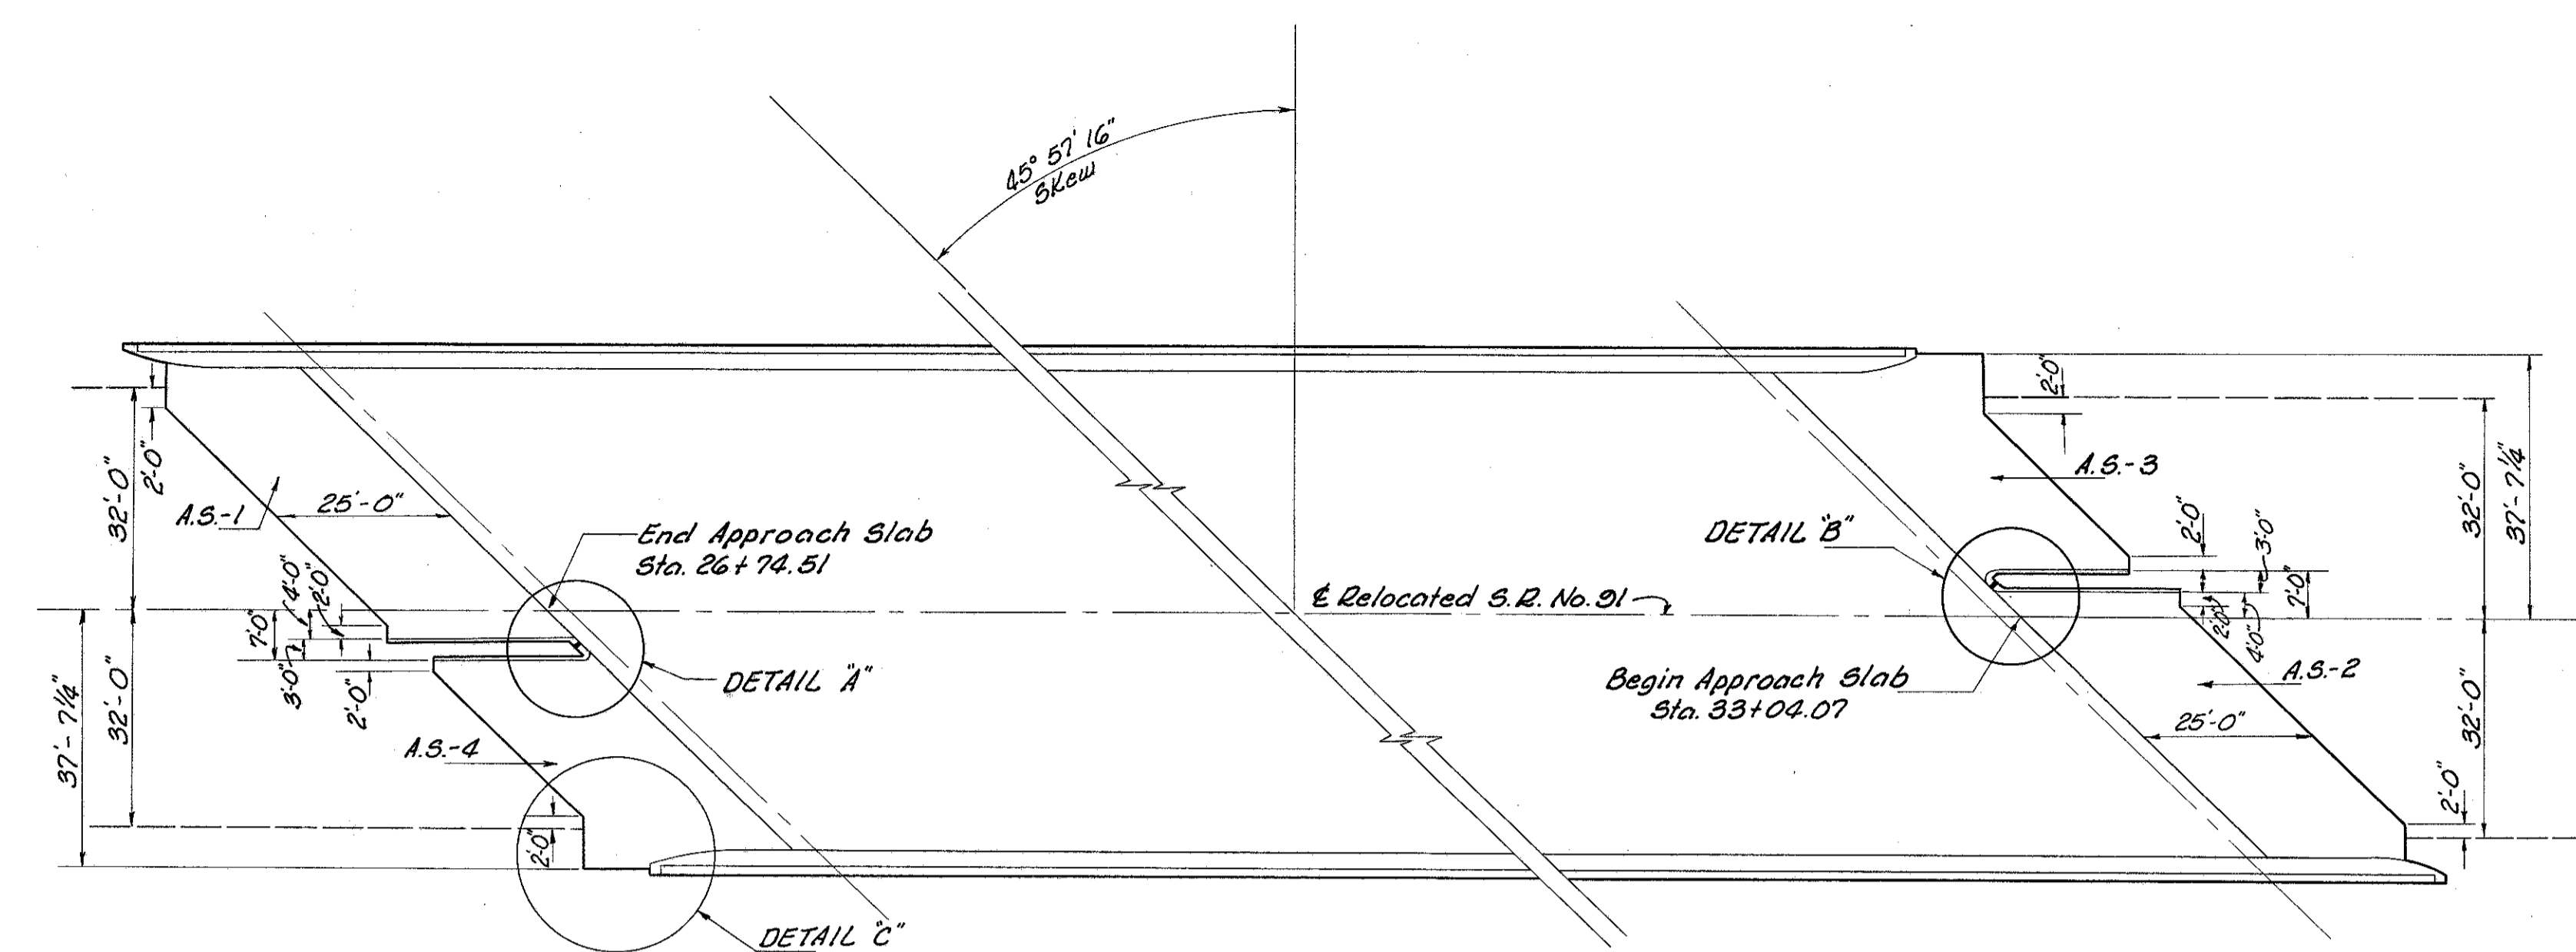 45° 57' 16"
Skew
2'-0"
32'-0"
2'-0"
A.S.-1
25'-0"
End Approach Slab
Sta. 26+74.51
4'-0"
2'-0"
7'-0"
3'-0"
2'-0"
DETAIL "A"
37'-7¼"
32'-0"
A.S.-4
2'-0"
DETAIL "C"
℄ Relocated S.R. No. 91
DETAIL "B"
A.S.-3
2'-0"
3'-0"
7'-0"
32'-0"
37'-7¼"
2'-0"
4'-0"
Begin Approach Slab
Sta. 33+04.07
A.S.-2
25'-0"
32'-0"
2'-0"